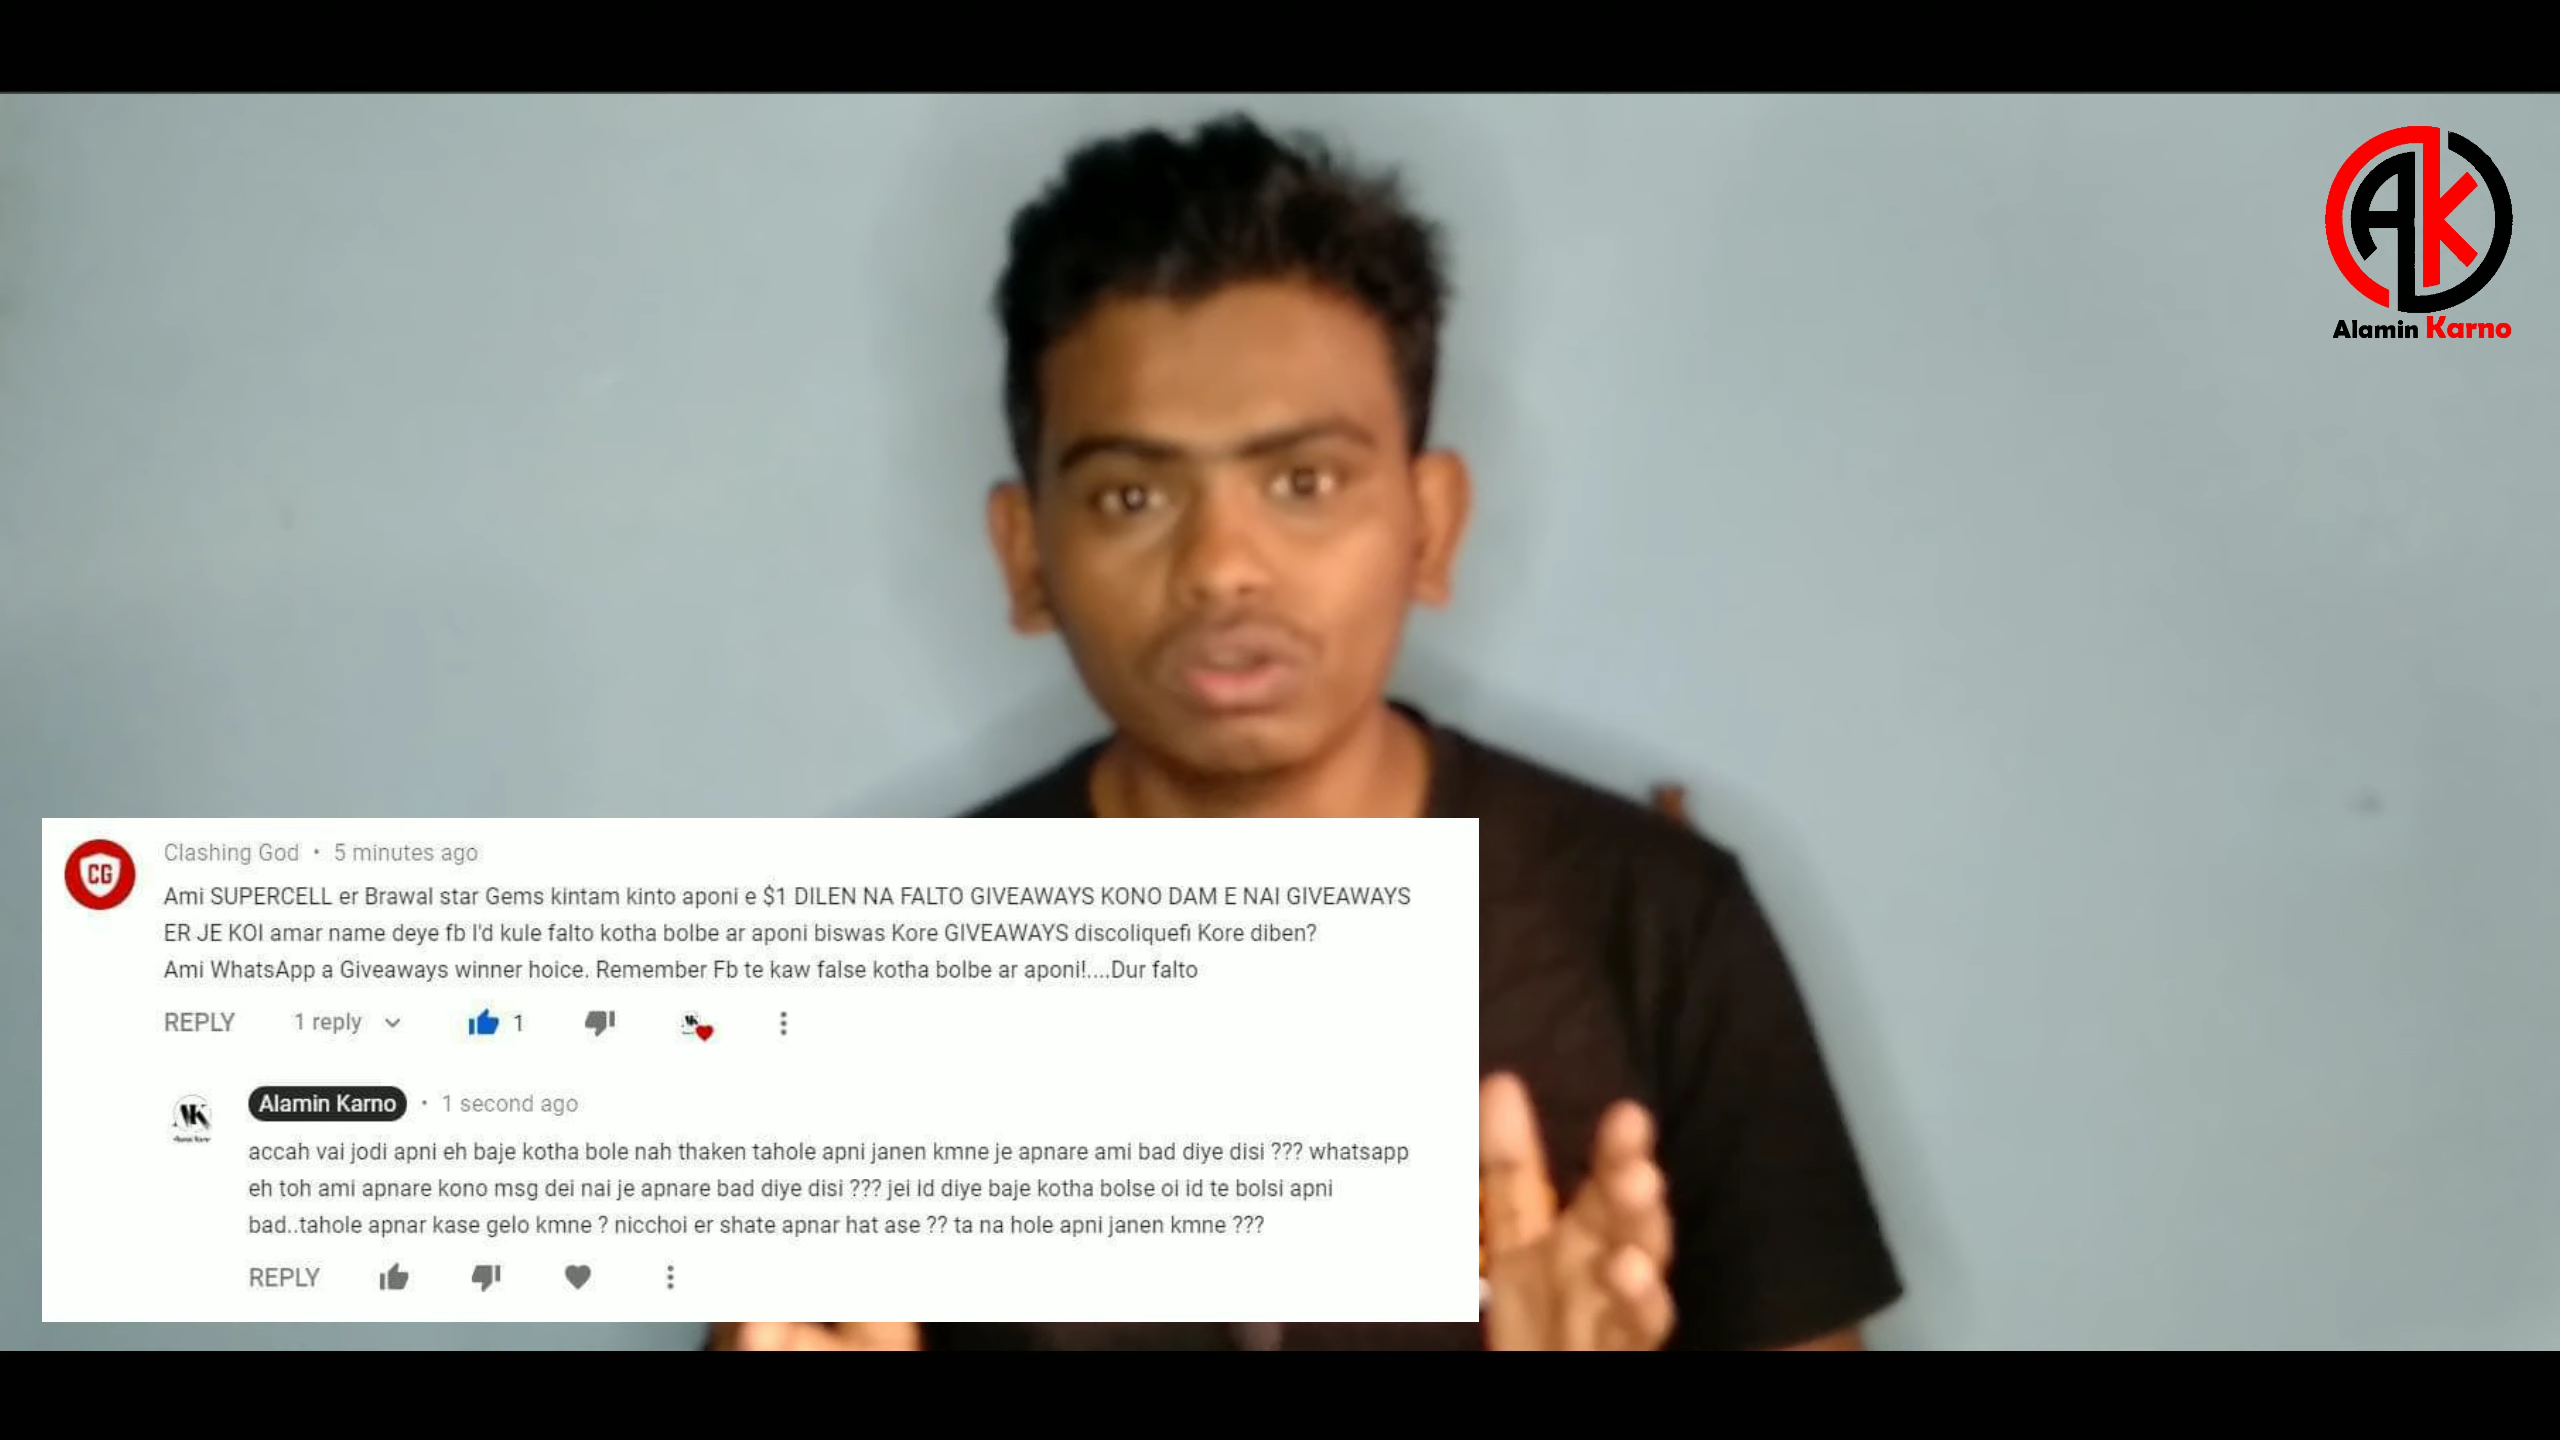 AK
Alamin Karno
CG
Clashing God • 5 minutes ago
Ami SUPERCELL er Brawal star Gems kintam kinto aponi e $1 DILEN NA FALTO GIVEAWAYS KONO DAM E NAI GIVEAWAYS
ER JE KOI amar name deye fb I'd kule falto kotha bolbe ar aponi biswas Kore GIVEAWAYS discoliquefi Kore diben?
Ami WhatsApp a Giveaways winner hoice. Remember Fb te kaw false kotha bolbe ar aponi!....Dur falto
REPLY 1 reply 1
Alamin Karno • 1 second ago
accah vai jodi apni eh baje kotha bole nah thaken tahole apni janen kmne je apnare ami bad diye disi ??? whatsapp
eh toh ami apnare kono msg dei nai je apnare bad diye disi ??? jei id diye baje kotha bolse oi id te bolsi apni
bad..tahole apnar kase gelo kmne ? nicchoi er shate apnar hat ase ?? ta na hole apni janen kmne ???
REPLY